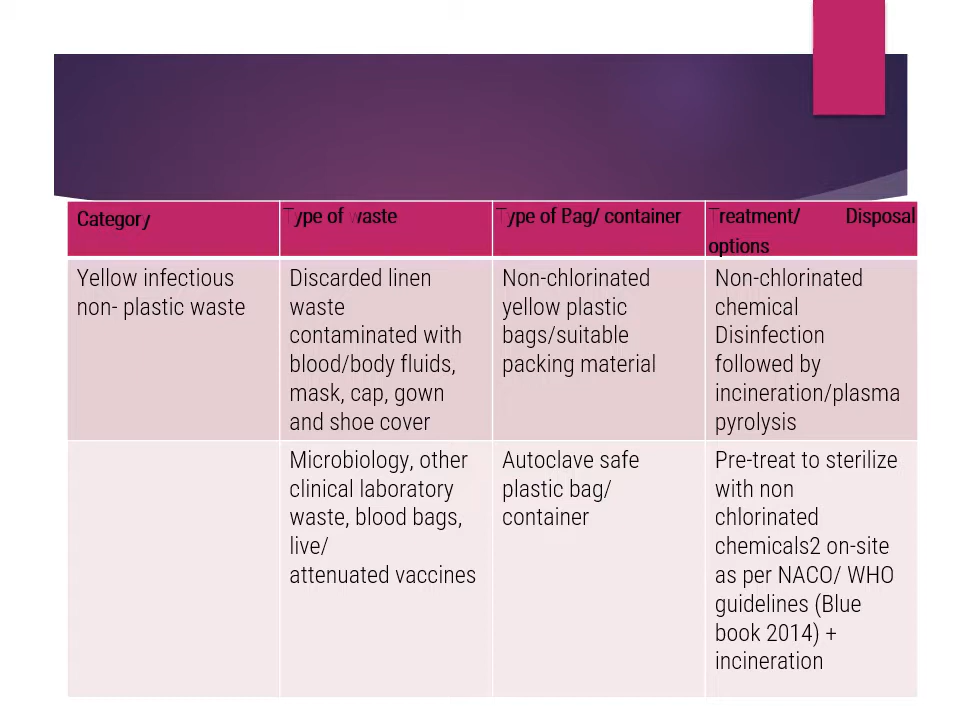 Category
Type of waste
Type of Bag/ container
Treatment/ Disposal
options
Yellow infectious
non- plastic waste
Discarded linen
waste
contaminated with
blood/body fluids,
mask, cap, gown
and shoe cover
Non-chlorinated
yellow plastic
bags/suitable
packing material
Non-chlorinated
chemical
Disinfection
followed by
incineration/plasma
pyrolysis
Microbiology, other
clinical laboratory
waste, blood bags,
live/
attenuated vaccines
Autoclave safe
plastic bag/
container
Pre-treat to sterilize
with non
chlorinated
chemicals2 on-site
as per NACO/ WHO
guidelines (Blue
book 2014) +
incineration